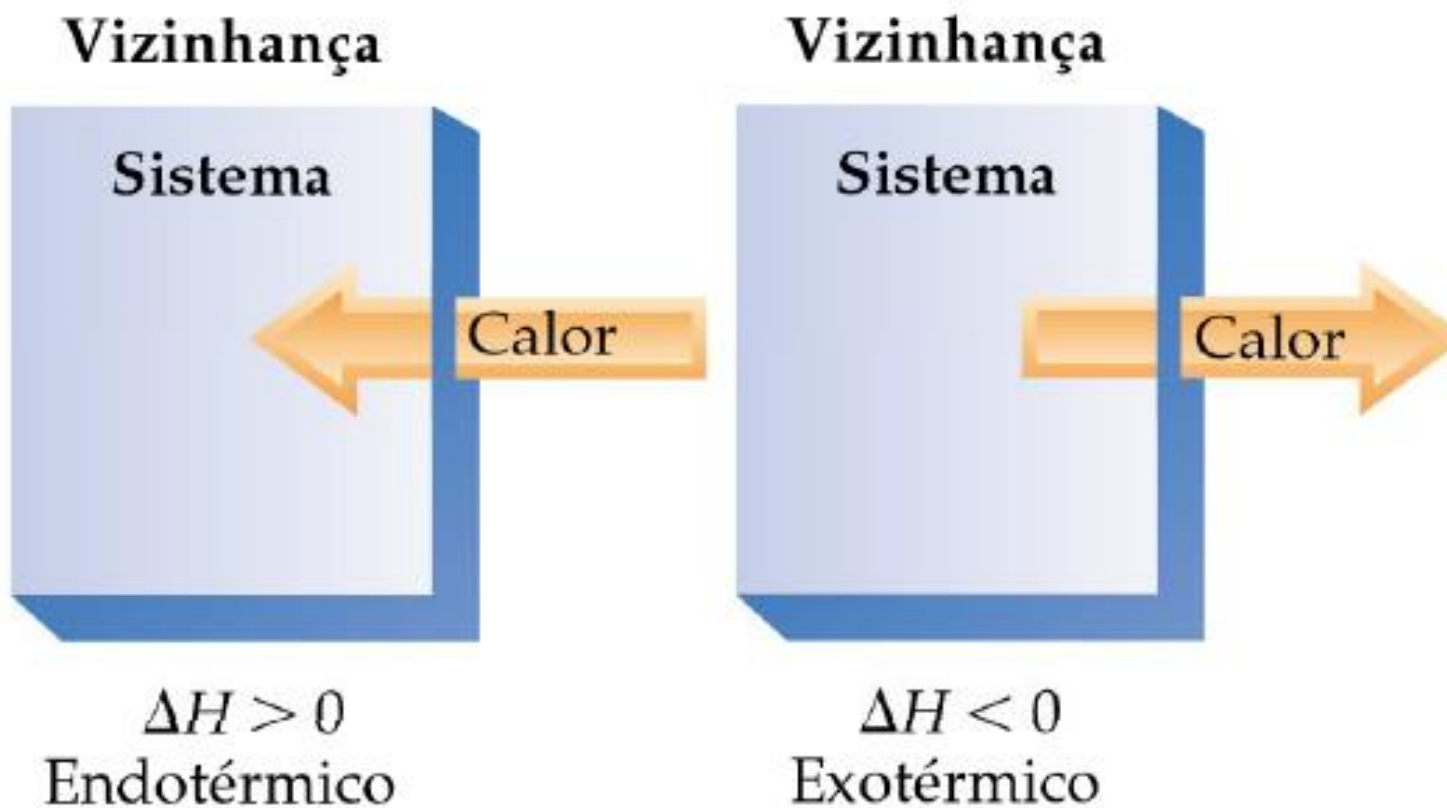 Vizinhança
Sistema
Calor
ΔH > 0
Endotérmico
Vizinhança
Sistema
Calor
ΔH < 0
Exotérmico